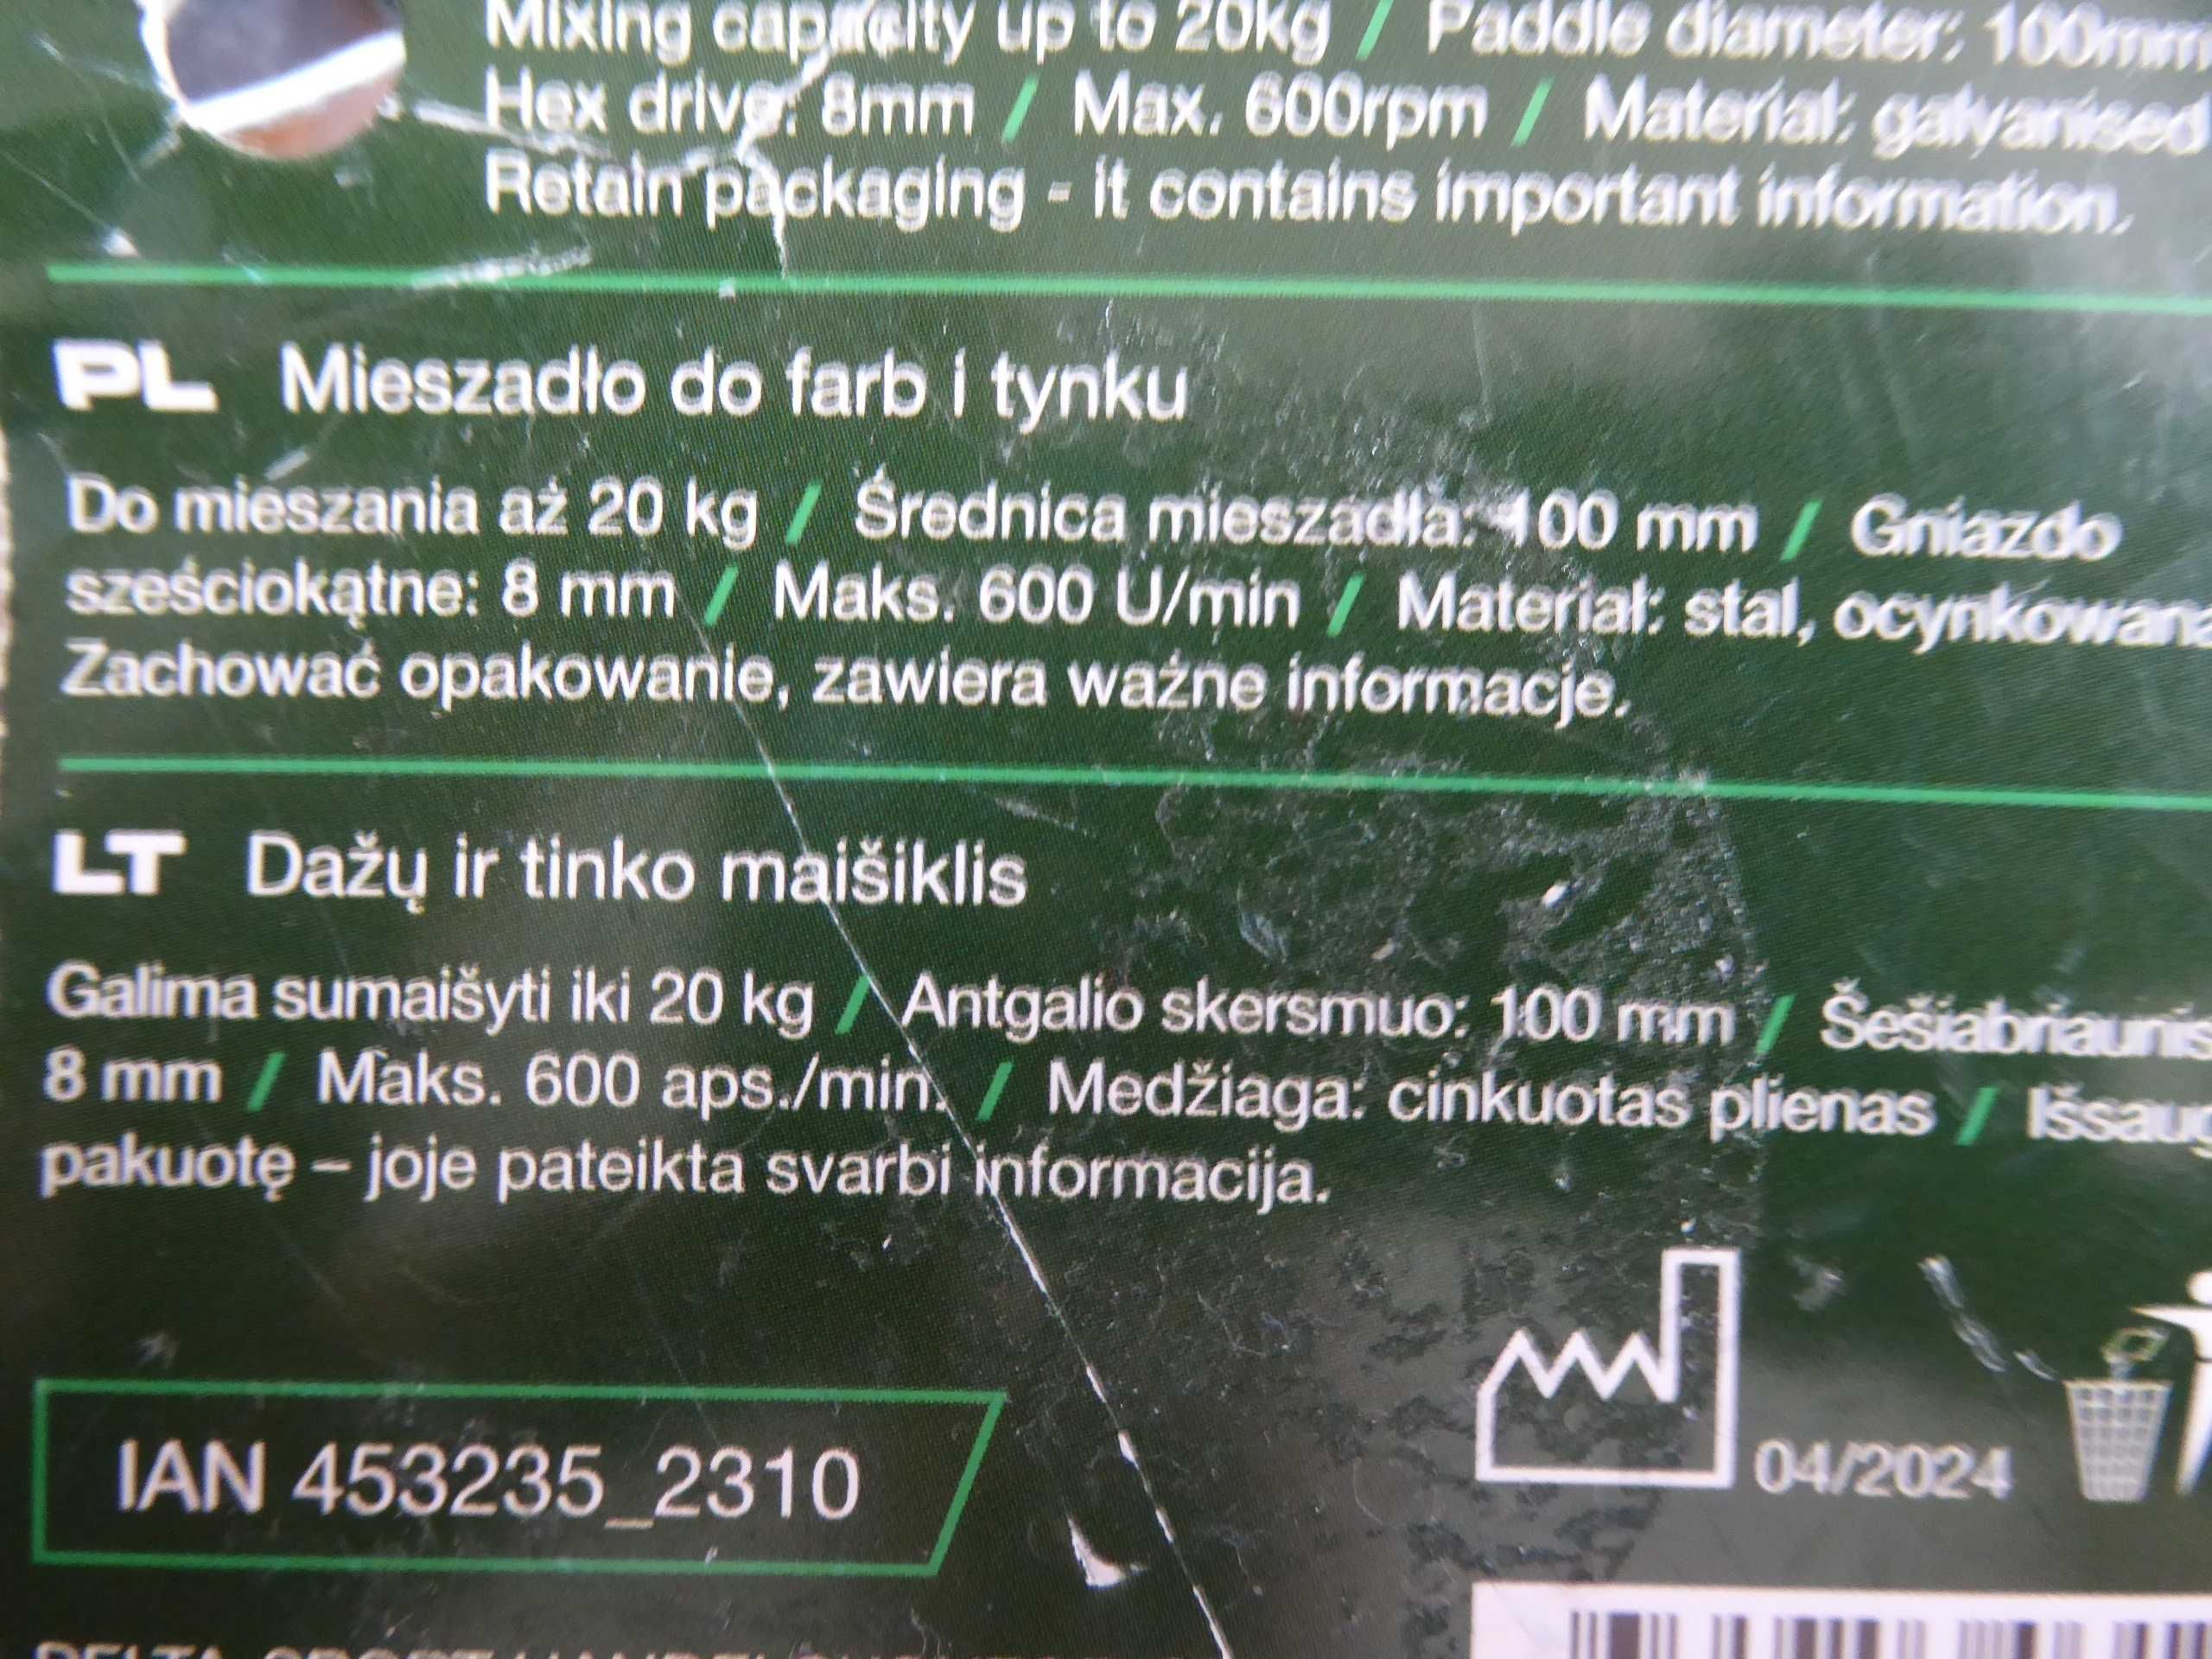 Mixing capacity up to 20kg / Paddle diameter: 100mm
Hex drive: 8mm / Max. 600rpm / Material: galvanised
Retain packaging - it contains important information.
PL Mieszadło do farb i tynku
Do mieszania aż 20 kg / Średnica mieszadła: 100 mm / Gniazdo
sześciokątne: 8 mm / Maks. 600 U/min / Materiał: stal, ocynkowana
Zachować opakowanie, zawiera ważne informacje.
LT Dažų ir tinko maišiklis
Galima sumaišyti iki 20 kg / Antgalio skersmuo: 100 mm / Šešiabriaunis
8 mm / Maks. 600 aps./min. / Medžiaga: cinkuotas plienas /
pakuotę – joje pateikta svarbi informacija.
04/2024
IAN 453235_2310